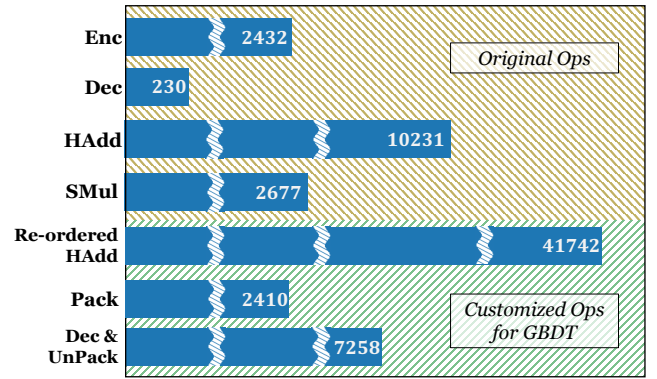 Enc 2432
Original Ops
Dec 230
HAdd 10231
SMul 2677
Re-ordered
HAdd 41742
Pack 2410
Customized Ops
for GBDT
Dec &
UnPack 7258